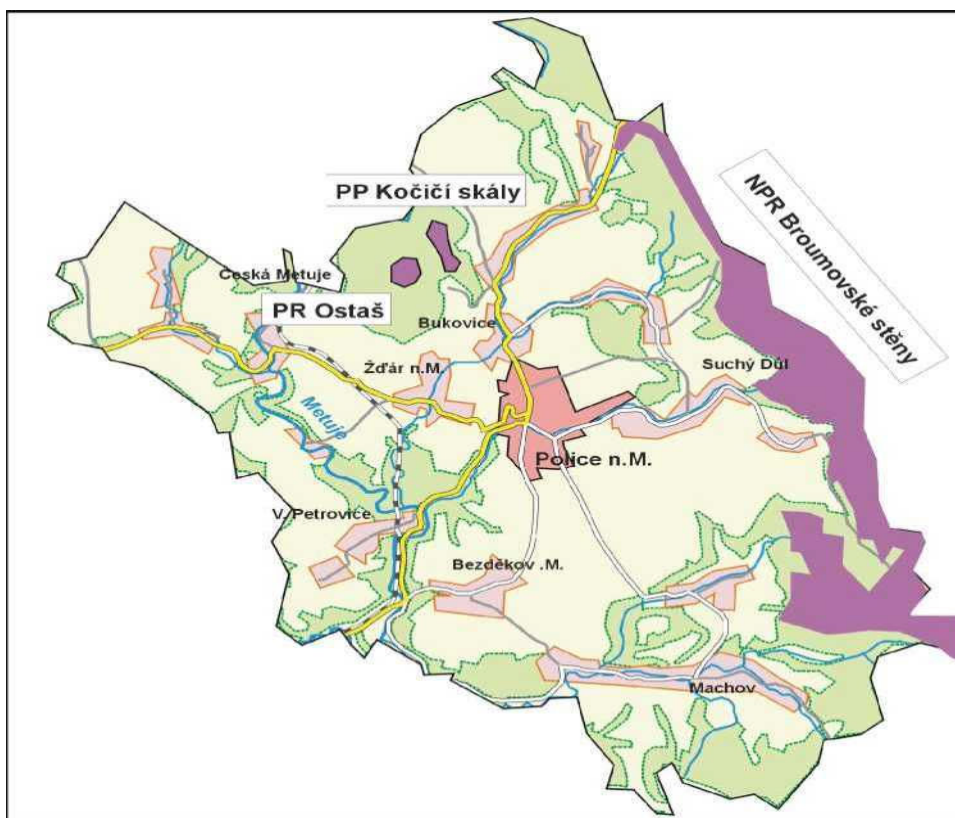 PP Kočičí skály
NPR Broumovské stěny
Česká Metuje
PR Ostaš
Bukovice
Žďár n.M.
Suchý Důl
Metuje
Police n.M.
V. Petrovice
Bezděkov .M.
Machov